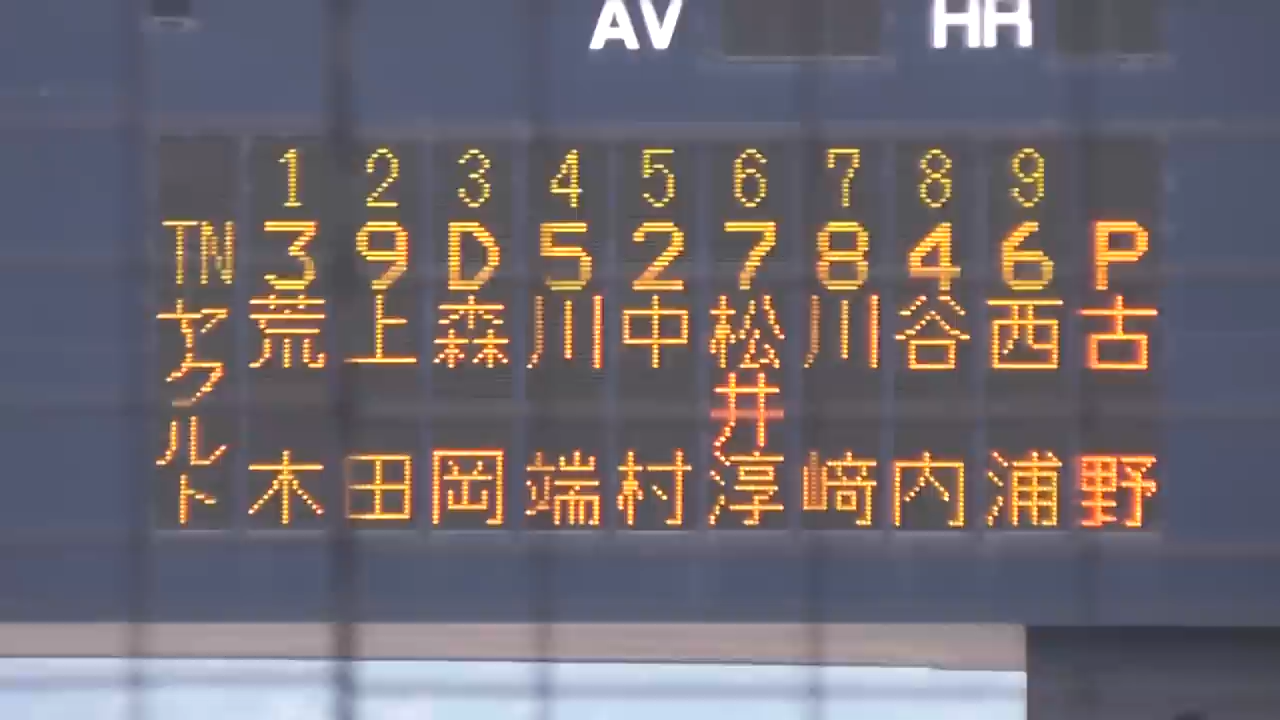 AV HR
1 2 3 4 5 6 7 8 9
TN 3 9 D 5 2 7 8 4 6 P
ヤクルト
荒木
上田
森岡
川端
中村
松井淳
川﨑
谷内
西浦
古野